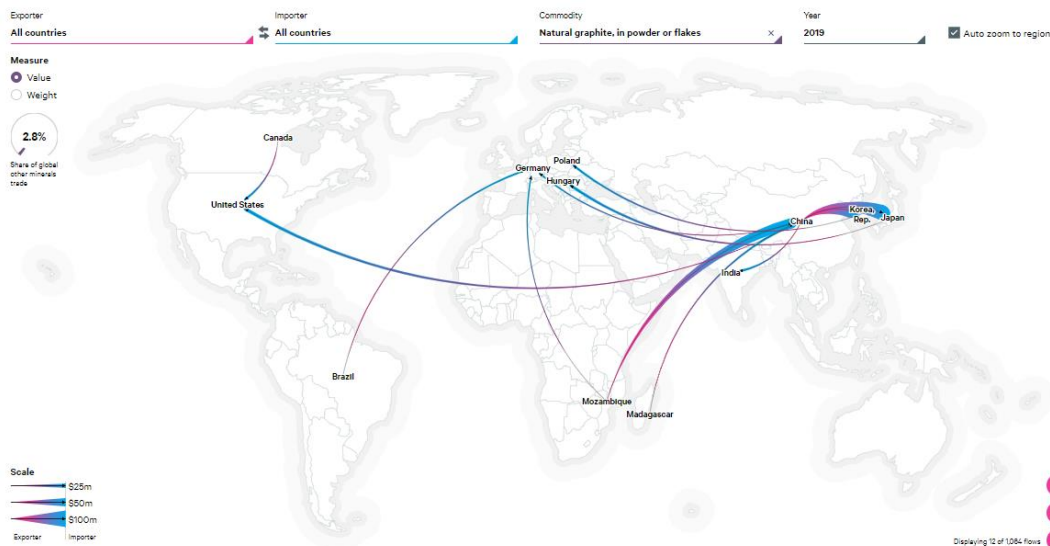 Exporter
All countries
Importer
All countries
Commodity
Natural graphite, in powder or flakes
×
Year
2019
Auto zoom to region
Measure
Value
Weight
2.8%
Share of global
other minerals
trade
Canada
United States
Poland
Germany
Hungary
China
Korea,
Rep.
Japan
India
Brazil
Mozambique
Madagascar
Scale
$25m
$50m
$100m
Exporter
Importer
Displaying 12 of 1,064 flows